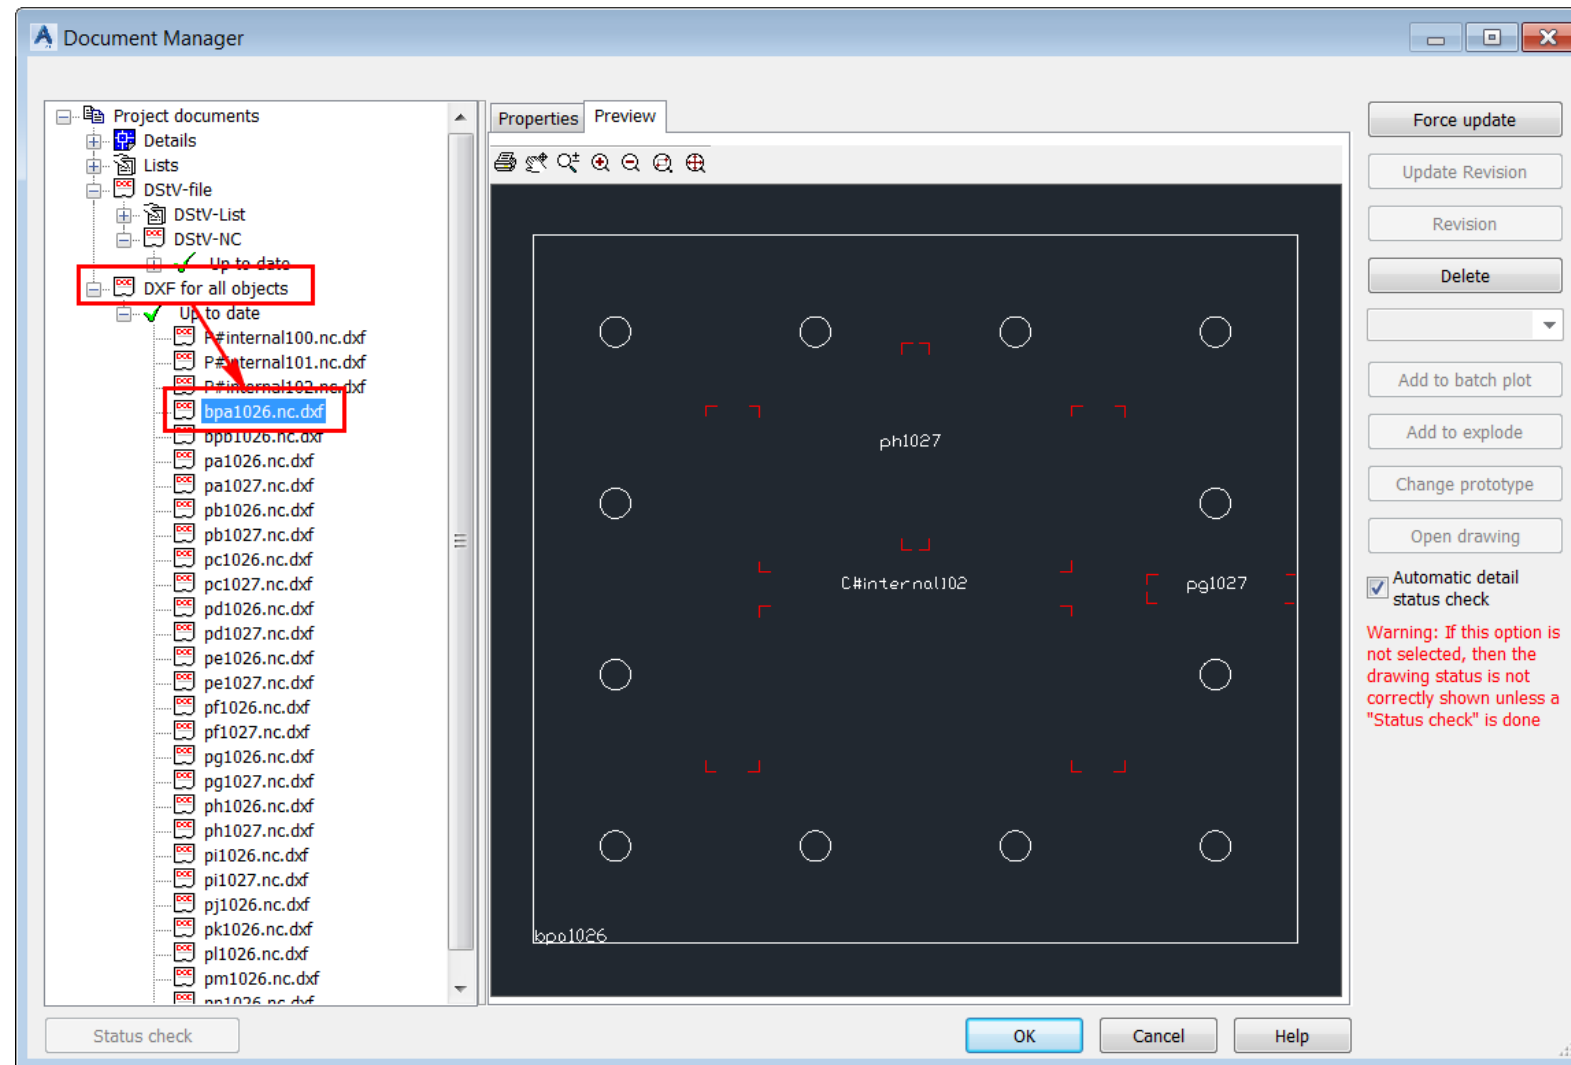 Document Manager
Project documents
Details
Lists
DStV-file
DStV-List
DStV-NC
Up to date
DXF for all objects
Up to date
P#internal100.nc.dxf
P#internal101.nc.dxf
P#internal102.nc.dxf
bpa1026.nc.dxf
bpb1026.nc.dxf
pa1026.nc.dxf
pa1027.nc.dxf
pb1026.nc.dxf
pb1027.nc.dxf
pc1026.nc.dxf
pc1027.nc.dxf
pd1026.nc.dxf
pd1027.nc.dxf
pe1026.nc.dxf
pe1027.nc.dxf
pf1026.nc.dxf
pf1027.nc.dxf
pg1026.nc.dxf
pg1027.nc.dxf
ph1026.nc.dxf
ph1027.nc.dxf
pi1026.nc.dxf
pi1027.nc.dxf
pj1026.nc.dxf
pk1026.nc.dxf
pl1026.nc.dxf
pm1026.nc.dxf
pn1026.nc.dxf
Properties Preview
ph1027
C#internal102
pg1027
bpa1026
Force update
Update Revision
Revision
Delete
Add to batch plot
Add to explode
Change prototype
Open drawing
Automatic detail
status check
Warning: If this option is
not selected, then the
drawing status is not
correctly shown unless a
"Status check" is done
Status check
OK Cancel Help